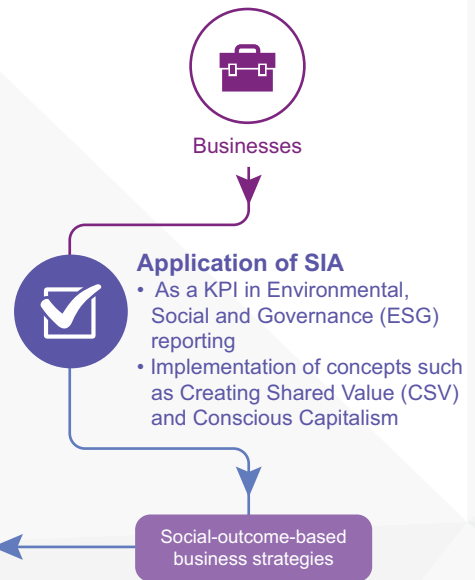 Businesses
Application of SIA
• As a KPI in Environmental,
Social and Governance (ESG)
reporting
• Implementation of concepts such
as Creating Shared Value (CSV)
and Conscious Capitalism
Social-outcome-based
business strategies